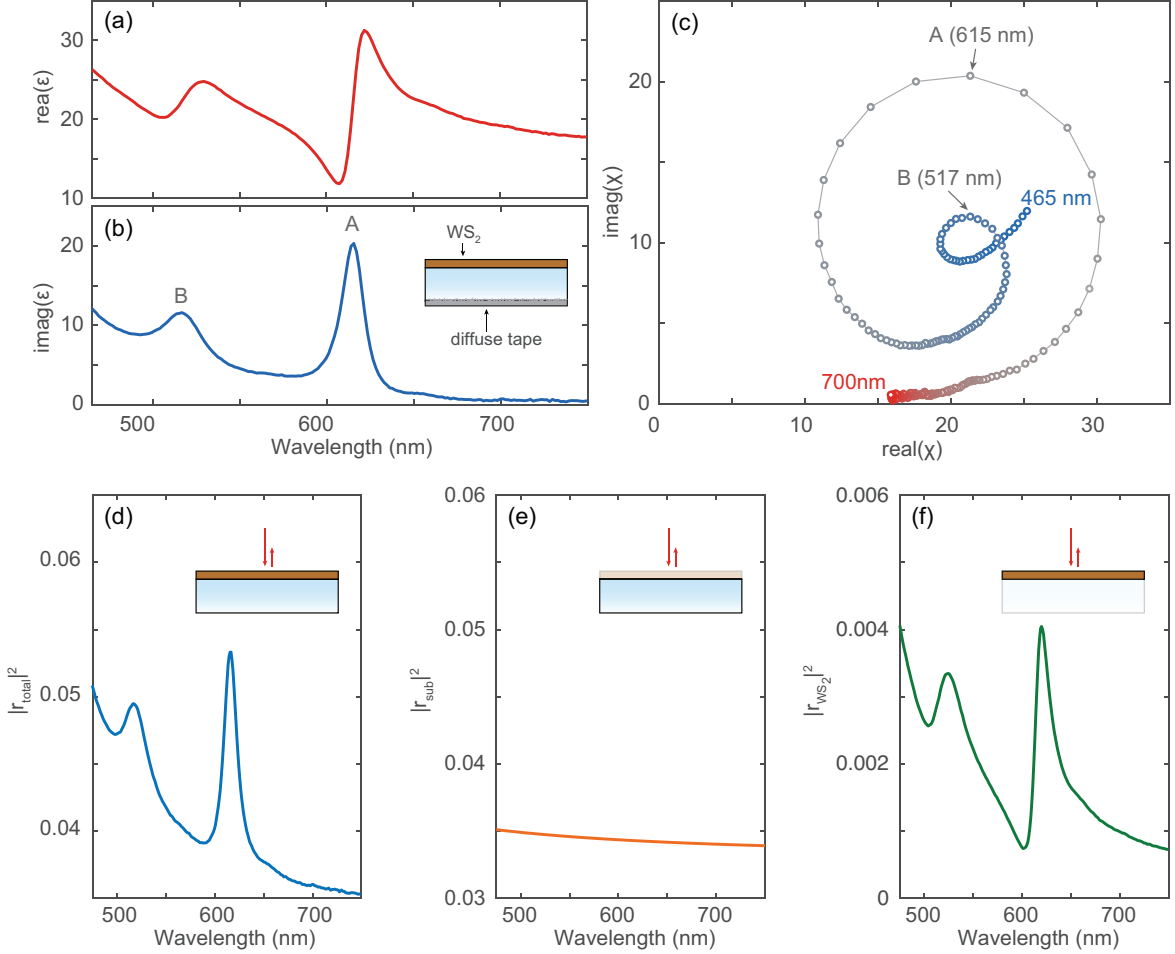 (a)
rea(ε)
30
20
10
(b)
imag(ε)
20
10
0
A
B
WS2
diffuse tape
500
600
700
Wavelength (nm)
(c)
imag(χ)
20
10
0
A (615 nm)
B (517 nm)
465 nm
700nm
0
10
20
30
real(χ)
(d)
|r_total|^2
0.06
0.05
0.04
500
600
700
Wavelength (nm)
(e)
|r_sub|^2
0.06
0.05
0.04
0.03
500
600
700
Wavelength (nm)
(f)
|r_WS2|^2
0.006
0.004
0.002
0
500
600
700
Wavelength (nm)